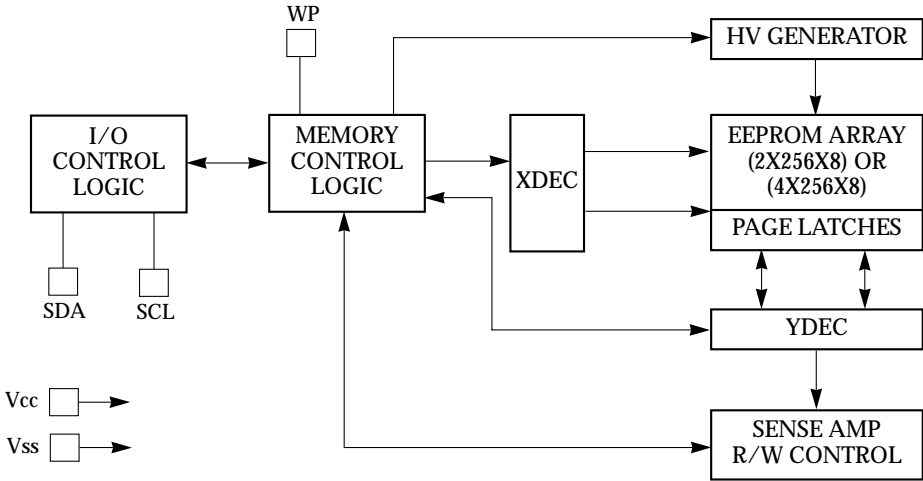 WP
HV GENERATOR
I/O
CONTROL
LOGIC
MEMORY
CONTROL
LOGIC
XDEC
EEPROM ARRAY
(2X256X8) OR
(4X256X8)
PAGE LATCHES
SDA
SCL
YDEC
Vcc
Vss
SENSE AMP
R/W CONTROL